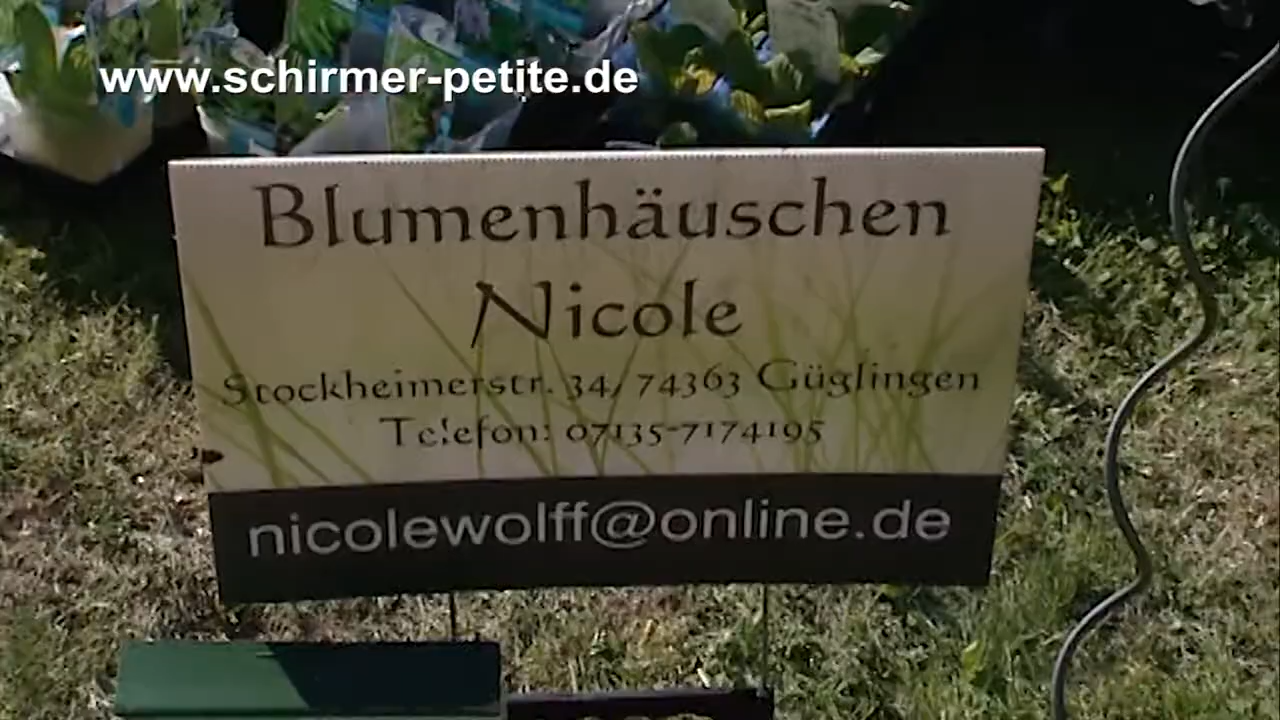 www.schirmer-petite.de
Blumenhäuschen
Nicole
Stockheimerstr. 34, 74363 Güglingen
Telefon: 07135-7174195
nicolewolff@online.de